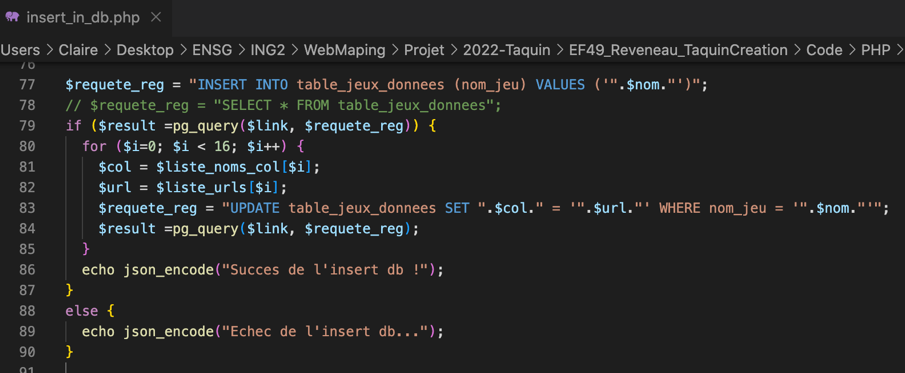 insert_in_db.php
Users > Claire > Desktop > ENSG > ING2 > WebMaping > Projet > 2022-Taquin > EF49_Reveneau_TaquinCreation > Code > PHP >
76
77 $requete_reg = "INSERT INTO table_jeux_donnees (nom_jeu) VALUES ('".$nom."')";
78 // $requete_reg = "SELECT * FROM table_jeux_donnees";
79 if ($result =pg_query($link, $requete_reg)) {
80 for ($i=0; $i < 16; $i++) {
81 $col = $liste_noms_col[$i];
82 $url = $liste_urls[$i];
83 $requete_reg = "UPDATE table_jeux_donnees SET ".$col." = '".$url."' WHERE nom_jeu = '".$nom."'";
84 $result =pg_query($link, $requete_reg);
85 }
86 echo json_encode("Succes de l'insert db !");
87 }
88 else {
89 echo json_encode("Echec de l'insert db...");
90 }
91